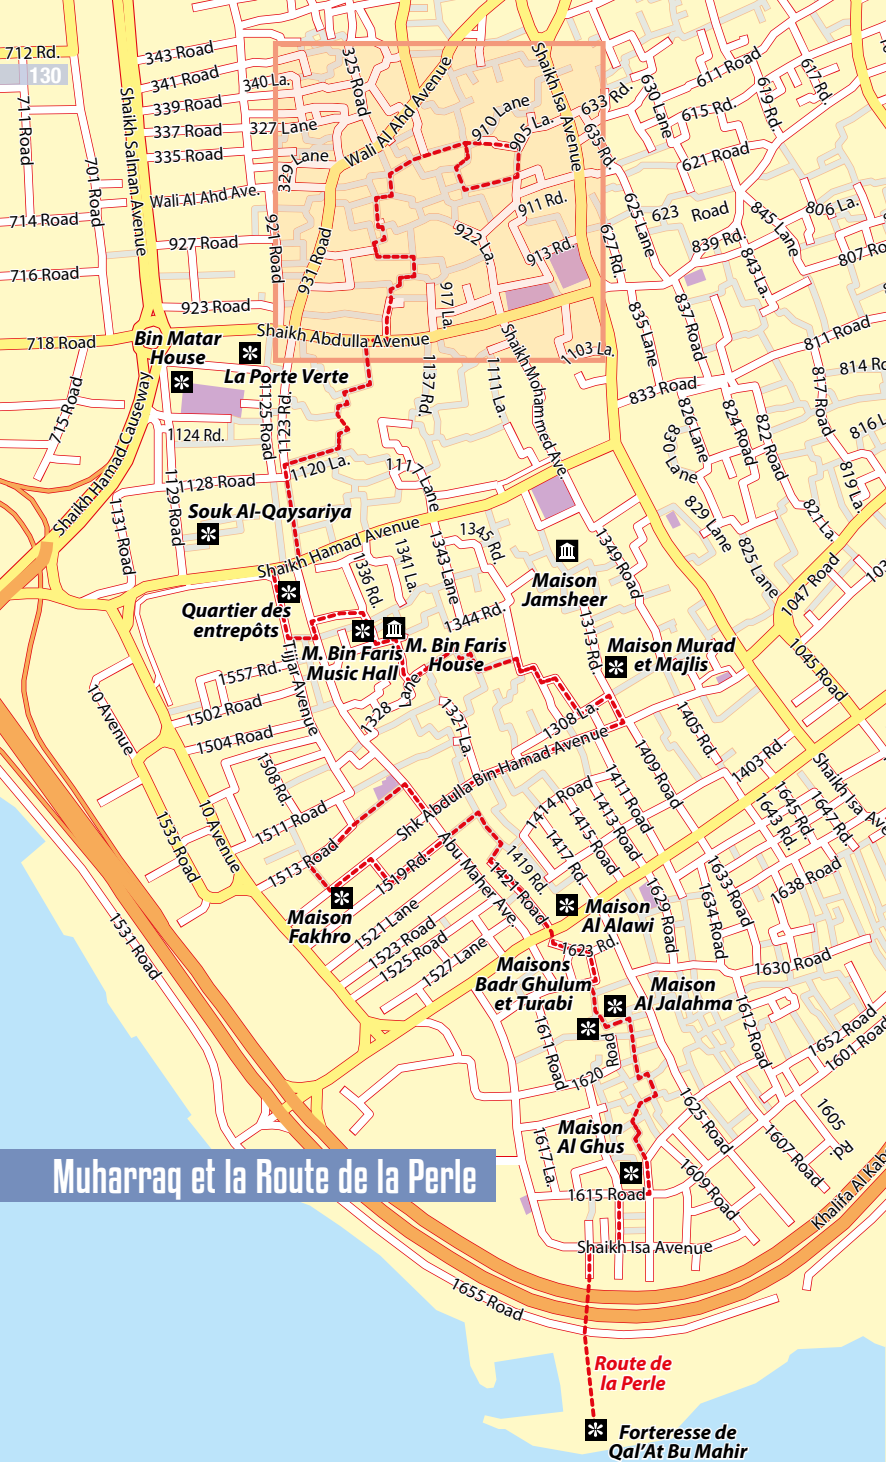 712 Rd.
130
343 Road
341 Road
340 La.
325 Road
339 Road
337 Road
327 Lane
335 Road
329 Lane
Wali Al Ahd Avenue
Shaikh Isa Avenue
910 Lane
905 La.
633 Rd.
635 Rd.
630 Lane
611 Road
617 Rd.
619 Rd.
615 Rd.
621 Road
711 Road
701 Road
Shaikh Salman Avenue
Wali Al Ahd Ave.
714 Road
927 Road
921 Road
931 Road
716 Road
923 Road
718 Road
911 Rd.
922 La.
913 Rd.
917 La.
625 Lane
623 Road
627 Rd.
839 Rd.
845 Lane
806 La.
843 La.
807 Ro
835 Lane
837 Road
811 Road
814 Rd
817 Road
816 L
Shaikh Abdulla Avenue
1103 La.
Bin Matar
House
La Porte Verte
715 Road
Shaikh Hamad Causeway
1124 Rd.
1125 Road
1123 Rd.
1137 Rd.
1111 La.
Shaikh Mohammed Ave.
833 Road
826 Lane
824 Road
822 Road
830 Lane
819 La.
821 La.
829 Lane
825 Lane
1128 Road
1129 Road
1131 Road
1120 La.
1117 Lane
Souk Al-Qaysariya
Shaikh Hamad Avenue
1345 Rd.
1343 Lane
1341 La.
1336 Rd.
1344 Rd.
1349 Road
1313 Rd.
Maison
Jamsheer
1047 Road
103
1045 Road
Quartier des
entrepôts
M. Bin Faris
Music Hall
M. Bin Faris
House
Maison Murad
et Majlis
1557 Rd.
1502 Road
1504 Road
Tijjar Avenue
1328 Lane
1321 La.
1308 La.
Shk Abdulla Bin Hamad Avenue
1405 Rd.
1409 Road
1403 Rd.
10 Avenue
10 Avenue
1508 Rd.
1511 Road
1535 Road
1513 Road
1519 Rd.
Abu Maher Ave.
1414 Road
1411 Road
1413 Road
1415 Road
1417 Rd.
1419 Rd.
1421 Road
Shaikh Isa Ave
1647 Rd.
1645 Rd.
1643 Rd.
1638 Road
1633 Road
1634 Road
1629 Road
Maison
Fakhro
1521 Lane
1523 Road
1525 Road
1527 Lane
1531 Road
Maison
Al Alawi
1623 Rd.
1630 Road
Maisons
Badr Ghulum
et Turabi
Maison
Al Jalahma
1612 Road
1652 Road
1601 Road
1611 Road
1620 Road
1605 Rd.
1625 Road
1607 Road
1609 Road
Maison
Al Ghus
1617 La.
1615 Road
Shaikh Isa Avenue
Khalifa Al Kab
Muharraq et la Route de la Perle
1655 Road
Route de
la Perle
Forteresse de
Qal'At Bu Mahir